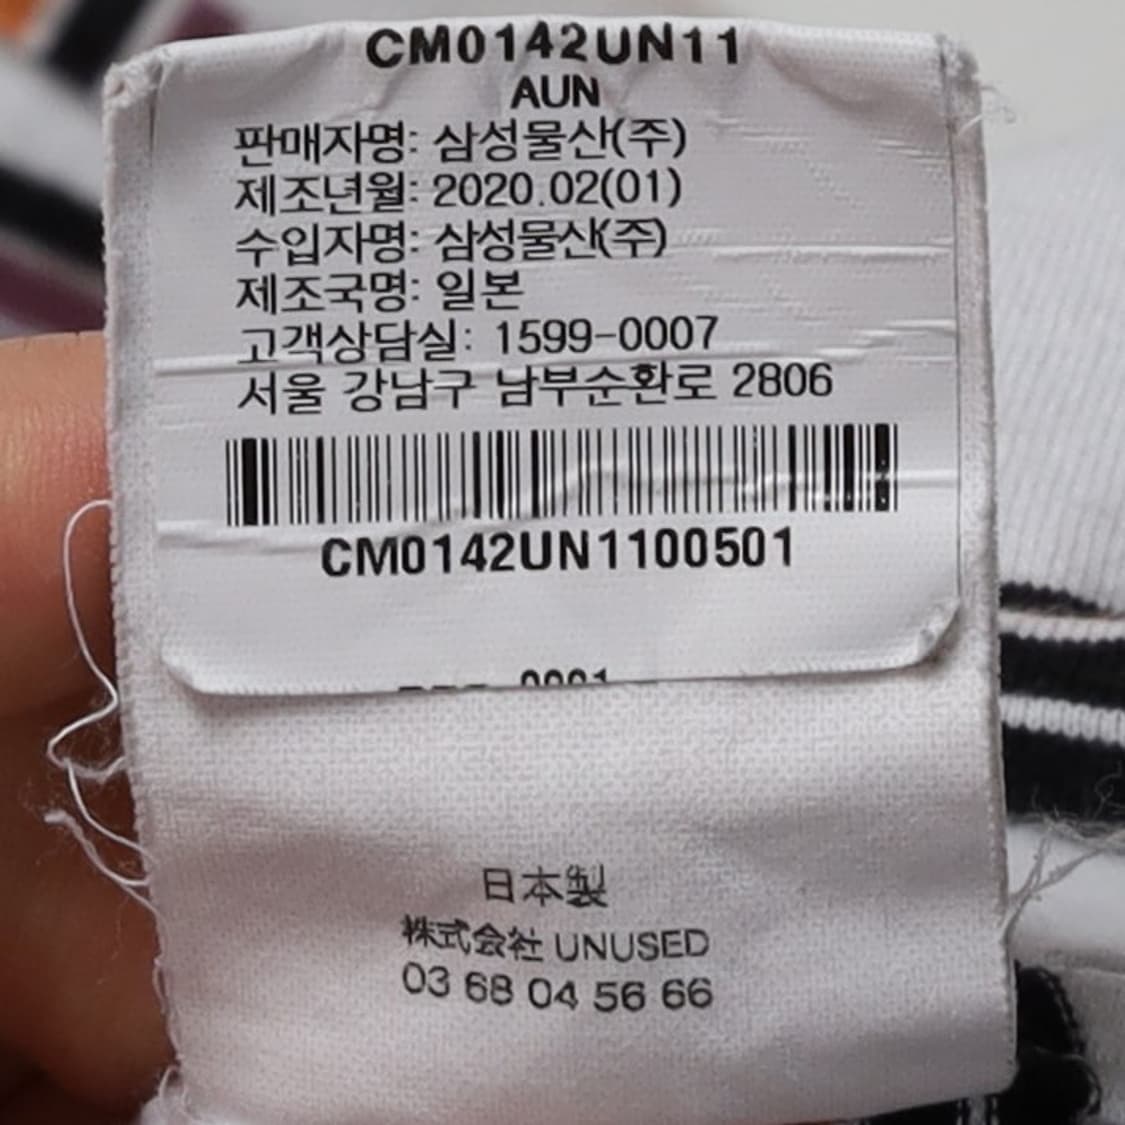 CM0142UN11
AUN
판매자명: 삼성물산(주)
제조년월: 2020.02(01)
수입자명: 삼성물산(주)
제조국명: 일본
고객상담실: 1599-0007
서울 강남구 남부순환로 2806
CM0142UN1100501
日本製
株式会社 UNUSED
03 68 04 56 66